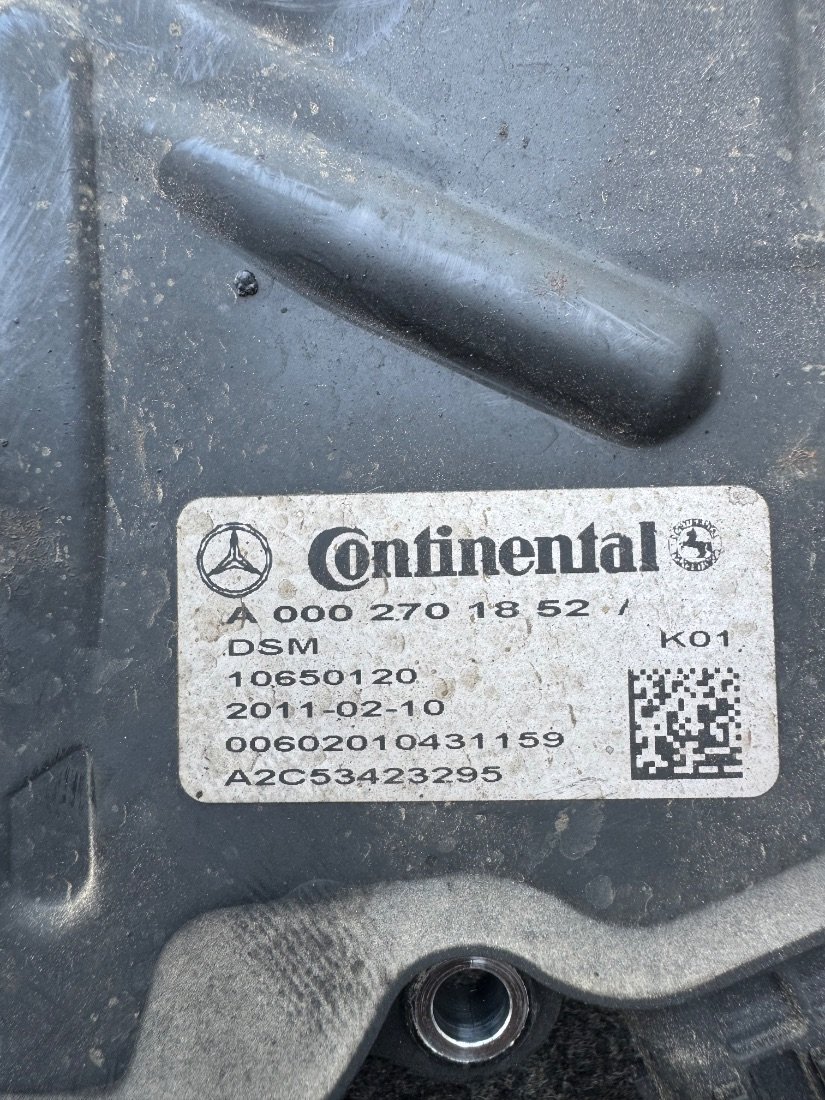 Continental
A 000 270 18 52 /
DSM K01
10650120
2011-02-10
00602010431159
A2C53423295